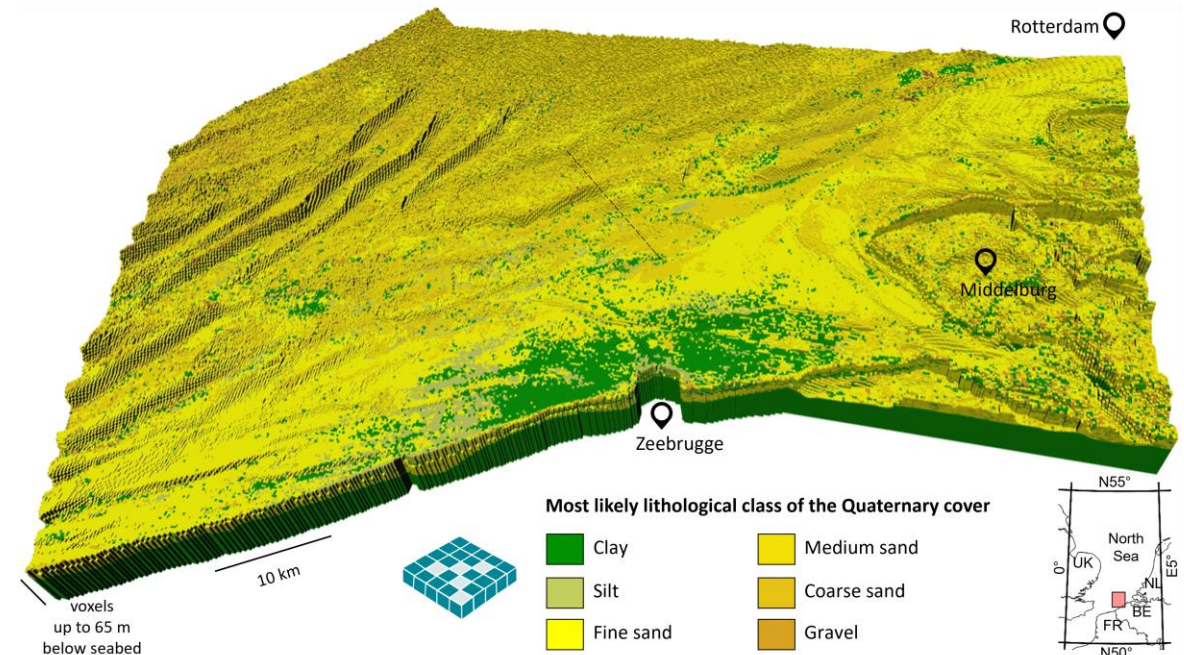 Rotterdam
Middelburg
Zeebrugge
10 km
voxels
up to 65 m
below seabed
Most likely lithological class of the Quaternary cover
Clay
Silt
Fine sand
Medium sand
Coarse sand
Gravel
N55°
North
Sea
UK
0°
E5°
NL
BE
FR
N50°